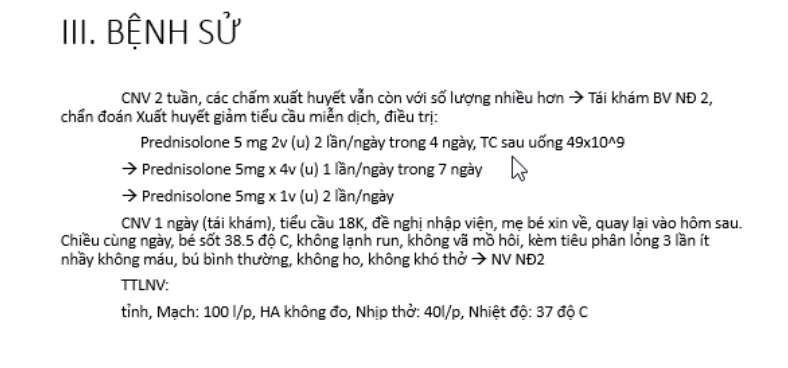 III. BỆNH SỬ
CNV 2 tuần, các chấm xuất huyết vẫn còn với số lượng nhiều hơn → Tái khám BV NĐ 2,
chẩn đoán Xuất huyết giảm tiểu cầu miễn dịch, điều trị:
Prednisolone 5 mg 2v (u) 2 lần/ngày trong 4 ngày, TC sau uống 49x10^9
→ Prednisolone 5mg x 4v (u) 1 lần/ngày trong 7 ngày
→ Prednisolone 5mg x 1v (u) 2 lần/ngày
CNV 1 ngày (tái khám), tiểu cầu 18K, đề nghị nhập viện, mẹ bé xin về, quay lại vào hôm sau.
Chiều cùng ngày, bé sốt 38.5 độ C, không lạnh run, không vã mồ hôi, kèm tiêu phân lỏng 3 lần ít
nhầy không máu, bú bình thường, không ho, không khó thở → NV NĐ2
TTLNV:
tỉnh, Mạch: 100 l/p, HA không đo, Nhịp thở: 40l/p, Nhiệt độ: 37 độ C